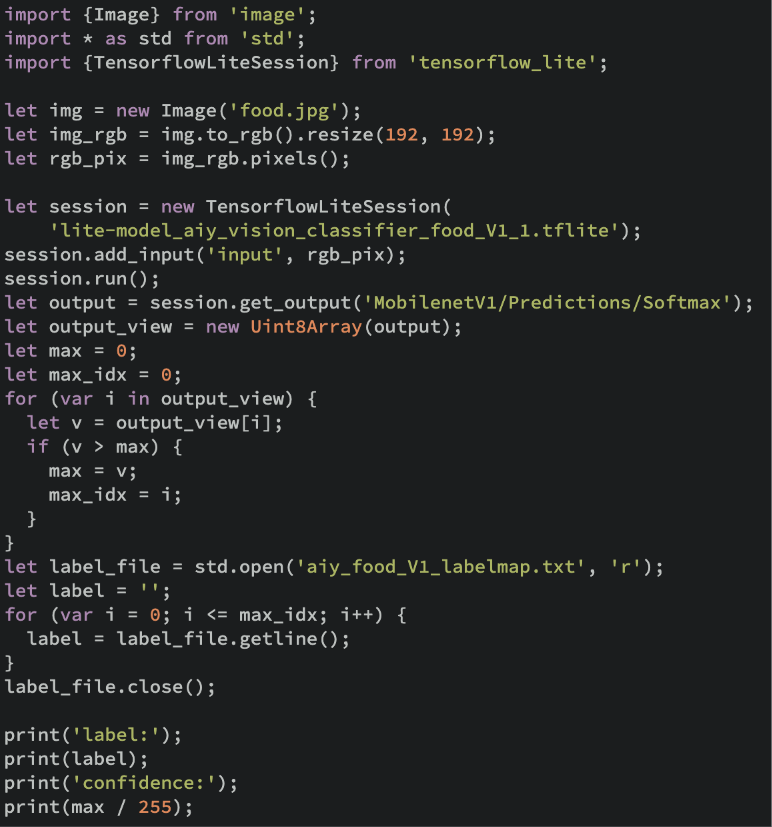 import {Image} from 'image';
import * as std from 'std';
import {TensorflowLiteSession} from 'tensorflow_lite';

let img = new Image('food.jpg');
let img_rgb = img.to_rgb().resize(192, 192);
let rgb_pix = img_rgb.pixels();

let session = new TensorflowLiteSession(
    'lite-model_aiy_vision_classifier_food_V1_1.tflite');
session.add_input('input', rgb_pix);
session.run();
let output = session.get_output('MobilenetV1/Predictions/Softmax');
let output_view = new Uint8Array(output);
let max = 0;
let max_idx = 0;
for (var i in output_view) {
  let v = output_view[i];
  if (v > max) {
    max = v;
    max_idx = i;
  }
}
let label_file = std.open('aiy_food_V1_labelmap.txt', 'r');
let label = '';
for (var i = 0; i <= max_idx; i++) {
  label = label_file.getline();
}
label_file.close();

print('label:');
print(label);
print('confidence:');
print(max / 255);